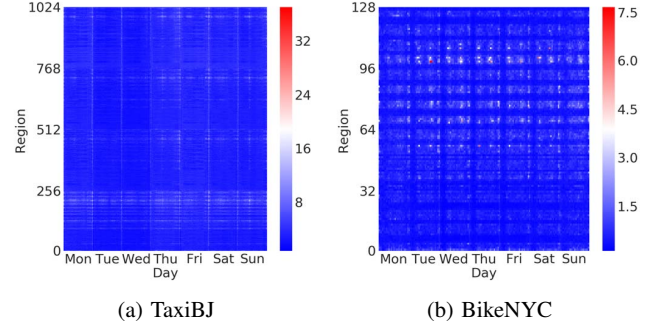 1024
768
512
256
0
Region
Mon Tue Wed Thu Fri Sat Sun
Day
32
24
16
8
(a) TaxiBJ
128
96
64
32
0
Region
Mon Tue Wed Thu Fri Sat Sun
Day
7.5
6.0
4.5
3.0
1.5
(b) BikeNYC